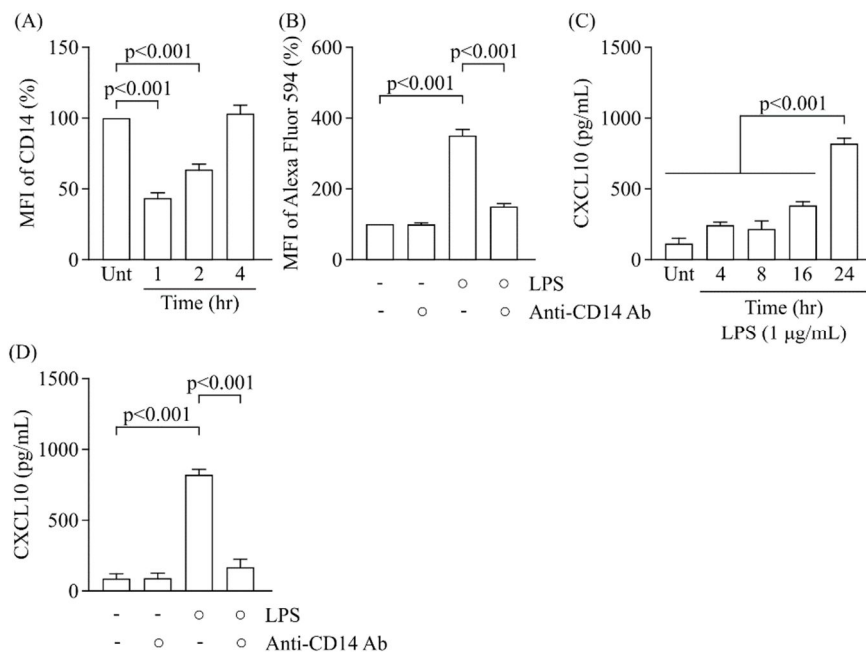 (A)
MFI of CD14 (%)
150
100
50
0
p<0.001
p<0.001
Unt 1 2 4
Time (hr)
(B)
MFI of Alexa Fluor 594 (%)
600
400
200
0
p<0.001
p<0.001
- - ○ ○ LPS
- ○ - ○ Anti-CD14 Ab
(C)
CXCL10 (pg/mL)
1500
1000
500
0
p<0.001
Unt 4 8 16 24
Time (hr)
LPS (1 μg/mL)
(D)
CXCL10 (pg/mL)
1500
1000
500
0
p<0.001
p<0.001
- - ○ ○ LPS
- ○ - ○ Anti-CD14 Ab